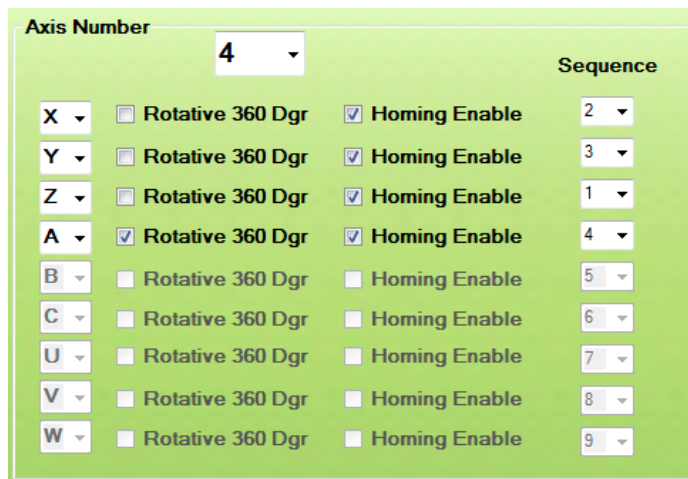 Axis Number
4
Sequence
X Rotative 360 Dgr Homing Enable 2
Y Rotative 360 Dgr Homing Enable 3
Z Rotative 360 Dgr Homing Enable 1
A Rotative 360 Dgr Homing Enable 4
B Rotative 360 Dgr Homing Enable 5
C Rotative 360 Dgr Homing Enable 6
U Rotative 360 Dgr Homing Enable 7
V Rotative 360 Dgr Homing Enable 8
W Rotative 360 Dgr Homing Enable 9